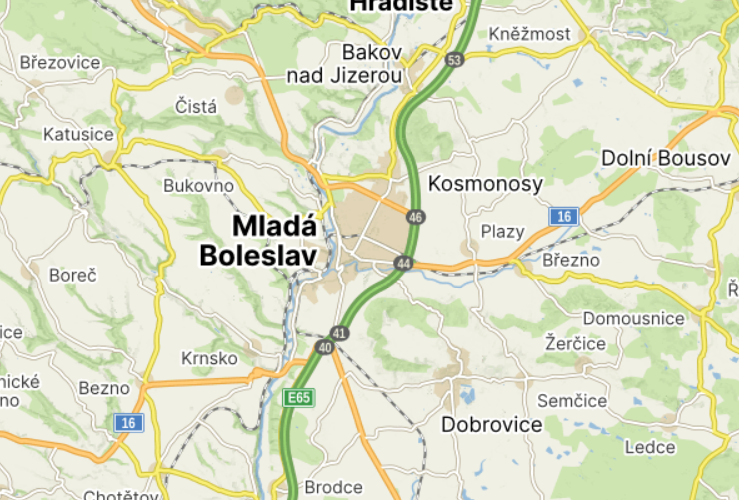 Hradiště
Kněžmost
Bakov
nad Jizerou
53
Březovice
Čistá
Katusice
Dolní Bousov
Bukovno
Kosmonosy
Mladá
Boleslav
46
16
Plazy
44
Březno
Boreč
Domousnice
41
40
Krnsko
Žerčice
Bezno
E65
Semčice
16
Dobrovice
Ledce
Brodce
Chotětov